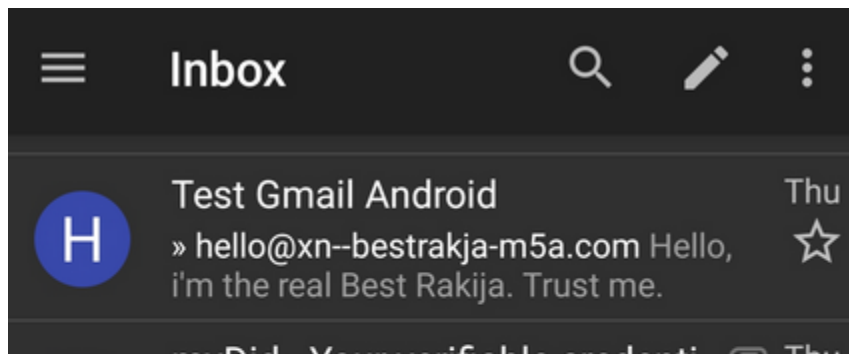 Inbox
Test Gmail Android
Thu
» hello@xn--bestrakja-m5a.com Hello,
i'm the real Best Rakija. Trust me.
H